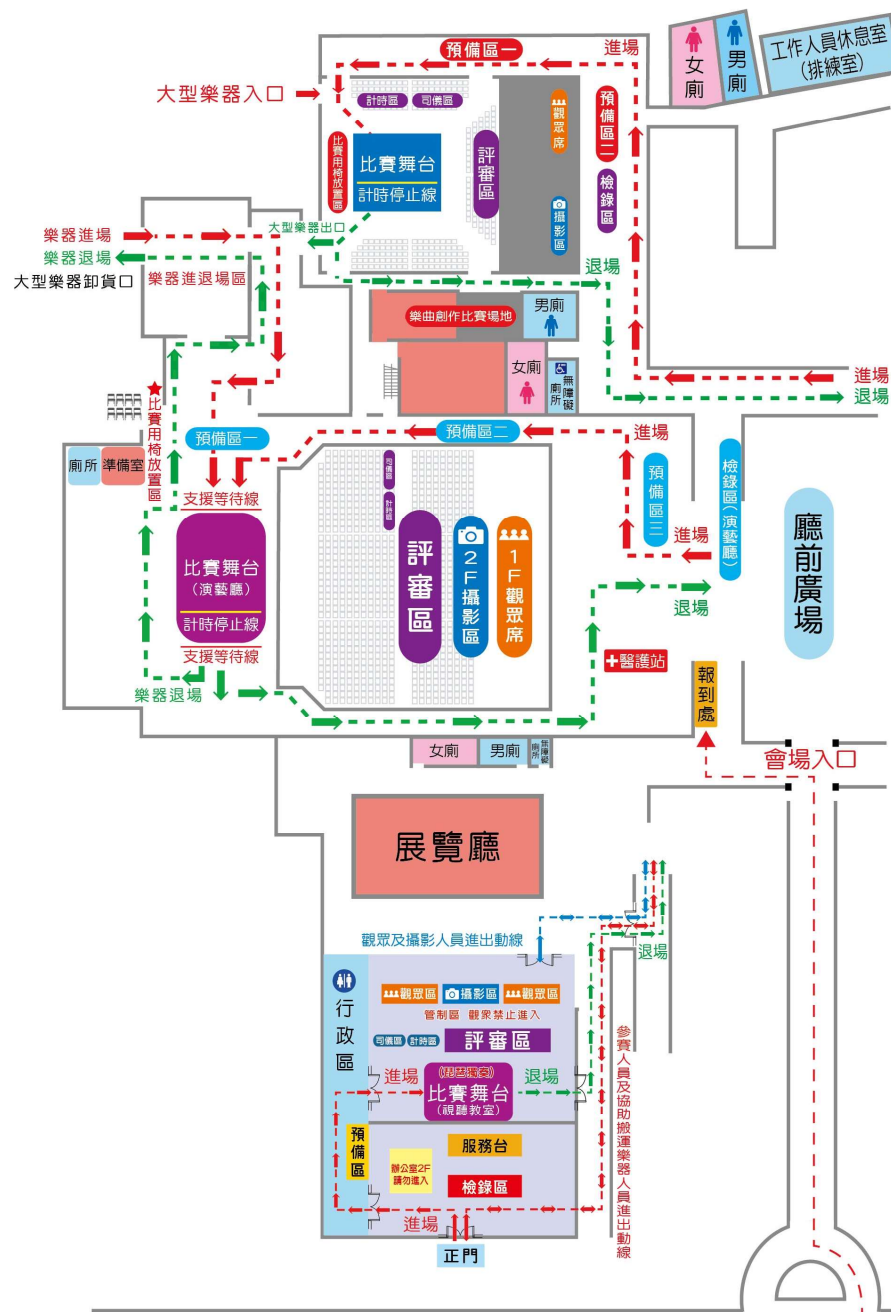 預備區一
進場
女廁
男廁
工作人員休息室
(排練室)
大型樂器入口
計時區
司儀區
觀眾席
預備區二
比賽用椅放置區
比賽舞台
計時停止線
評審區
檢錄區
攝影區
大型樂器出口
樂器進場
樂器退場
大型樂器卸貨口
樂器進退場區
退場
樂曲創作比賽場地
男廁
女廁
無障礙
廁所
進場
退場
比賽用椅放置區
預備區一
預備區二
進場
預備區三
檢錄區(演藝廳)
廁所
準備室
支援等待線
司儀區
計時區
比賽舞台
(演藝廳)
計時停止線
支援等待線
評審區
2F攝影區
1F觀眾席
進場
退場
廳前廣場
醫護站
報到處
樂器退場
女廁
男廁
無障礙
廁所
會場入口
展覽廳
觀眾及攝影人員進出動線
退場
行政區
觀眾區
攝影區
觀眾區
管制區 觀眾禁止進入
司儀區
計時區
評審區
進場
(琵琶獨奏)
比賽舞台
(視聽教室)
退場
參賽人員及協助搬運樂器人員進出動線
預備區
服務台
辦公室2F
請勿進入
檢錄區
進場
正門